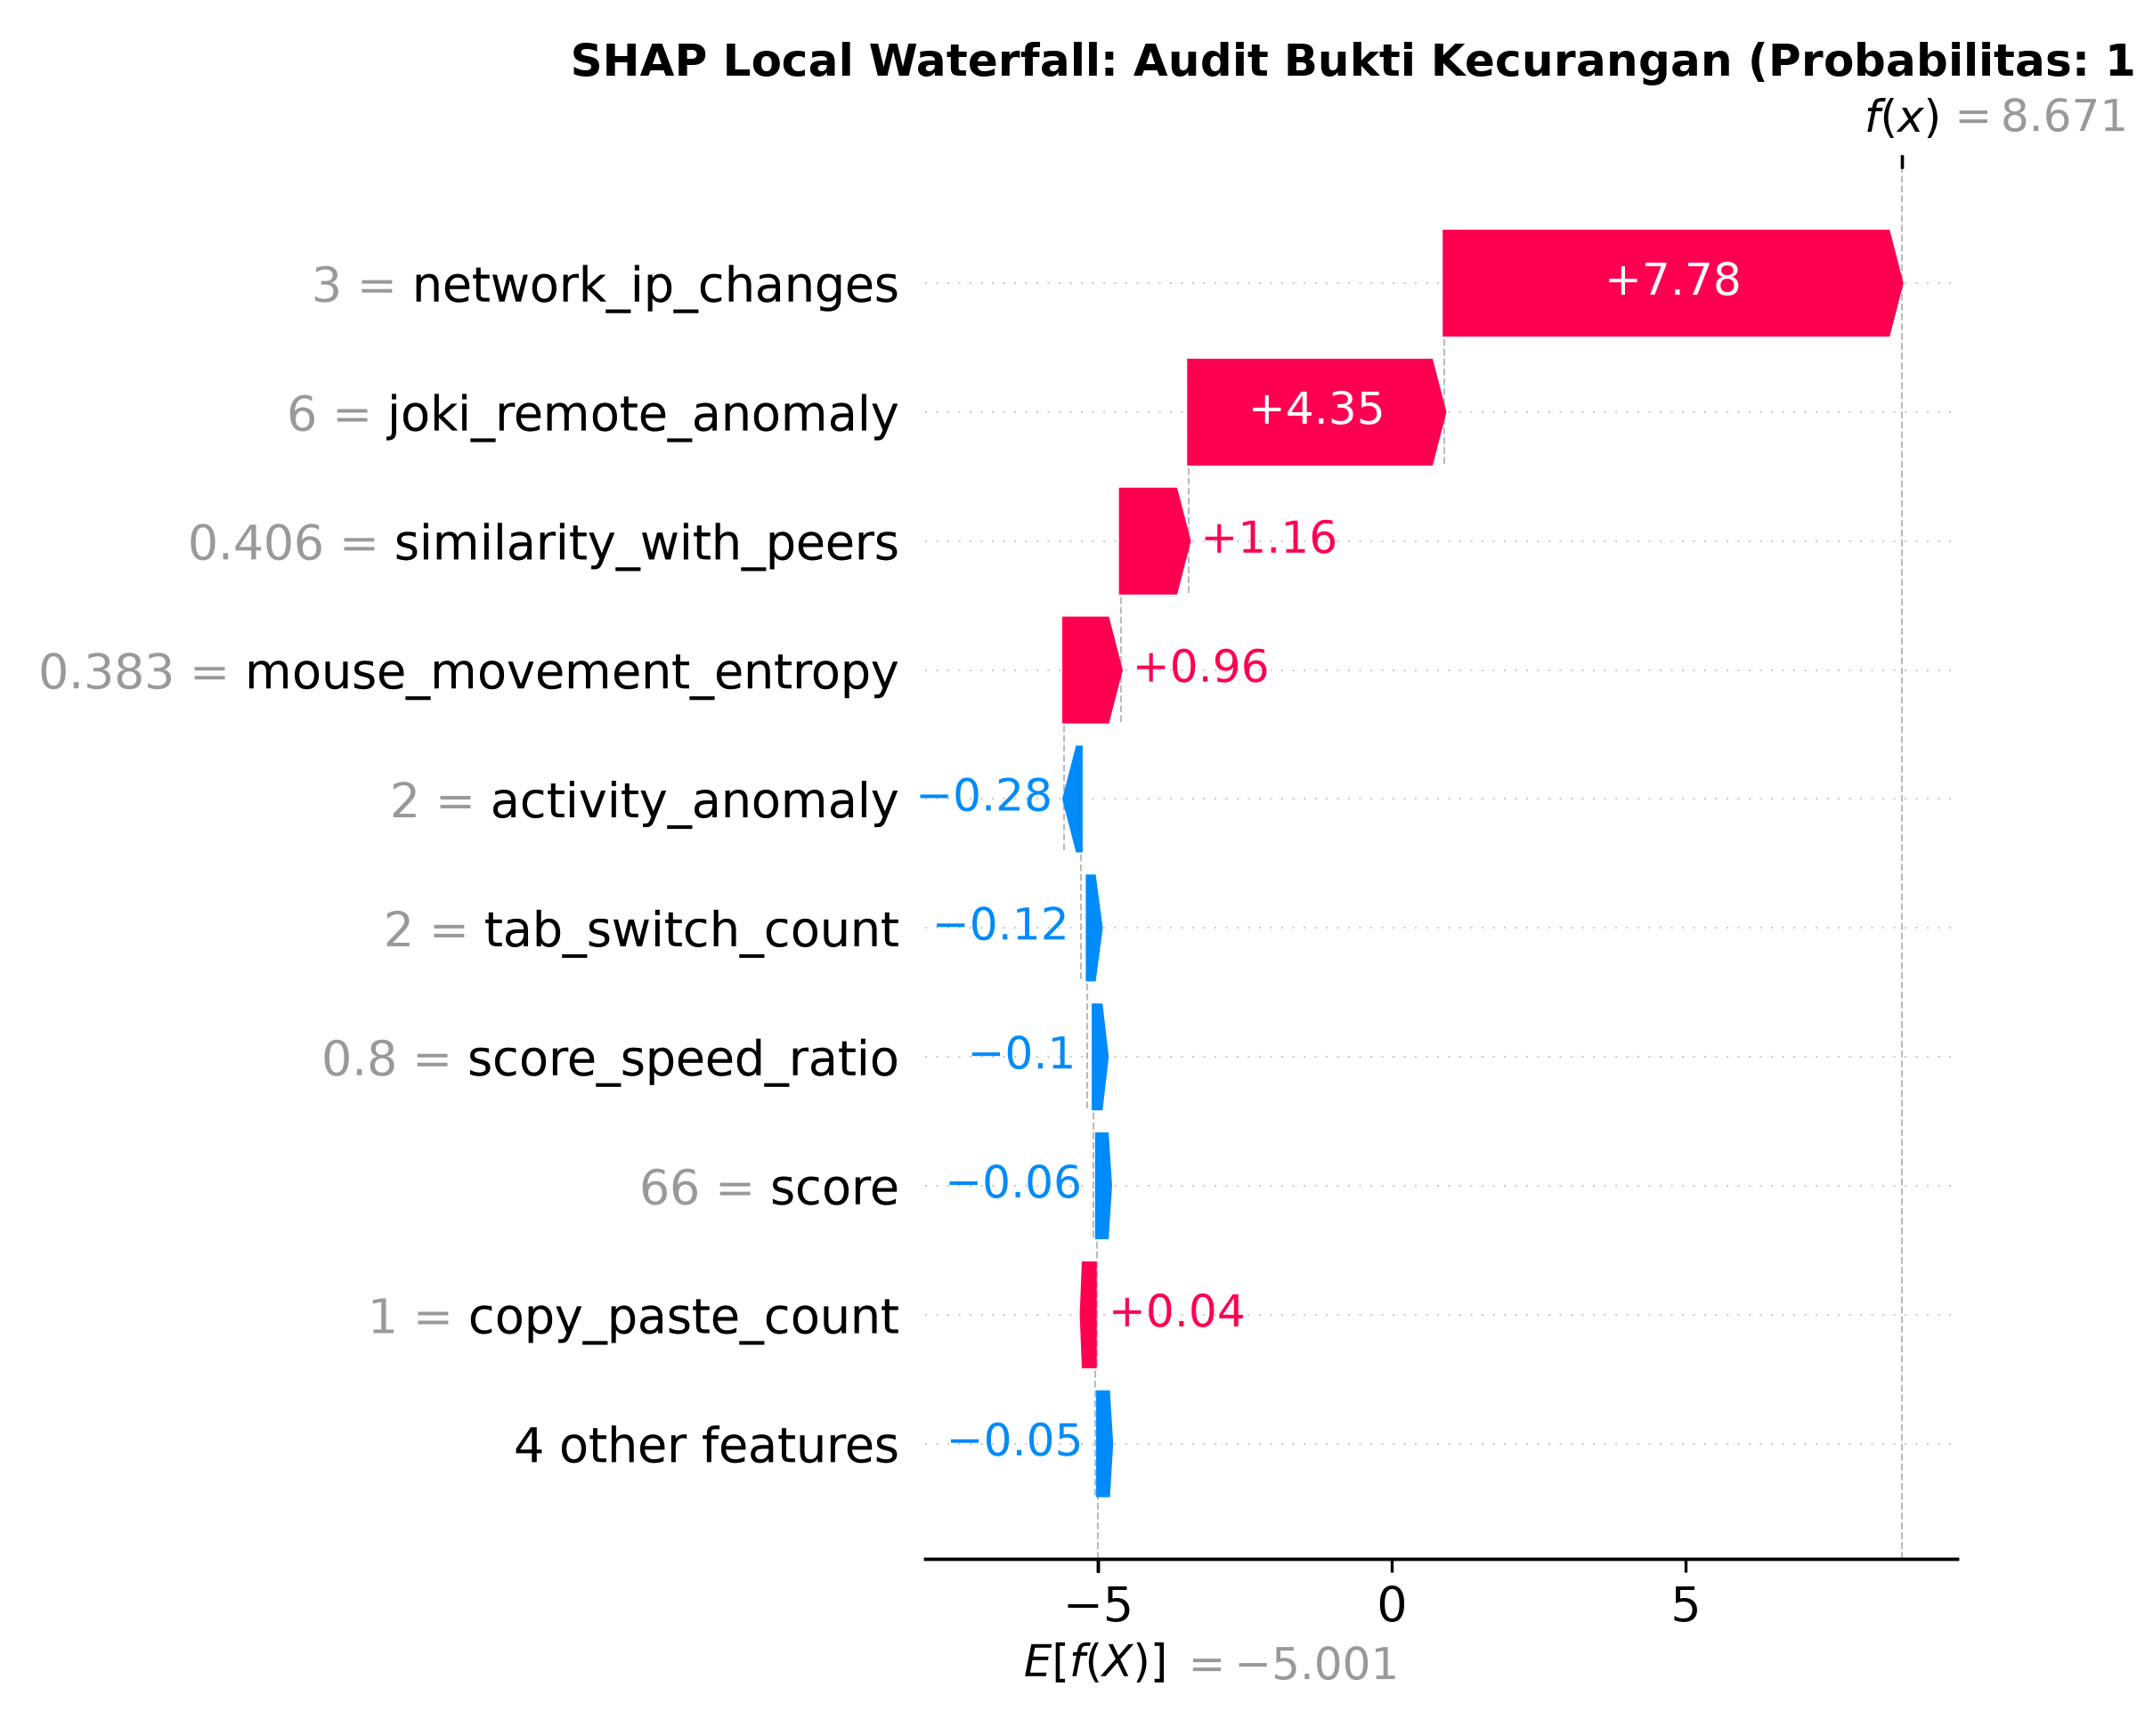 SHAP Local Waterfall: Audit Bukti Kecurangan (Probabilitas: 1
f(x) = 8.671
3 = network_ip_changes +7.78
6 = joki_remote_anomaly +4.35
0.406 = similarity_with_peers +1.16
0.383 = mouse_movement_entropy +0.96
2 = activity_anomaly −0.28
2 = tab_switch_count −0.12
0.8 = score_speed_ratio −0.1
66 = score −0.06
1 = copy_paste_count +0.04
4 other features −0.05
−5 0 5
E[f(X)] = −5.001